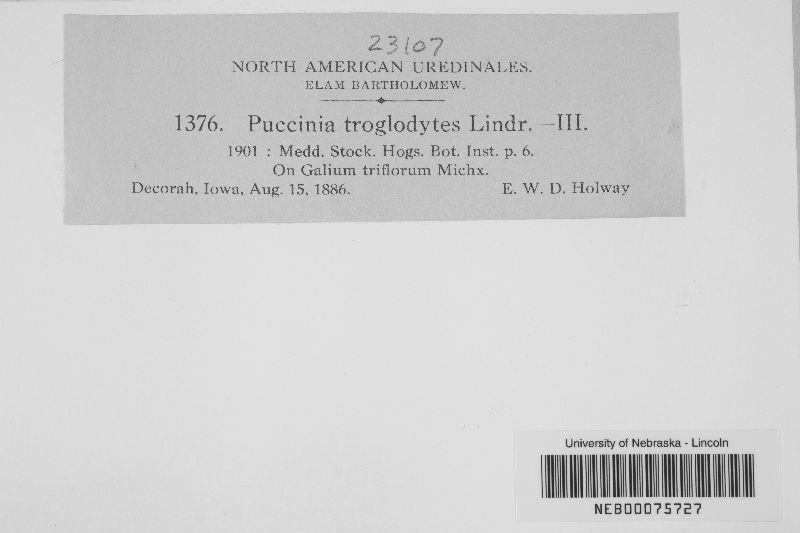 23107
NORTH AMERICAN UREDINALES.
ELAM BARTHOLOMEW.
1376. Puccinia troglodytes Lindr. —III.
1901 : Medd. Stock. Hogs. Bot. Inst. p. 6.
On Galium triflorum Michx.
Decorah, Iowa, Aug. 15, 1886. E. W. D. Holway
University of Nebraska - Lincoln
NEB00075727